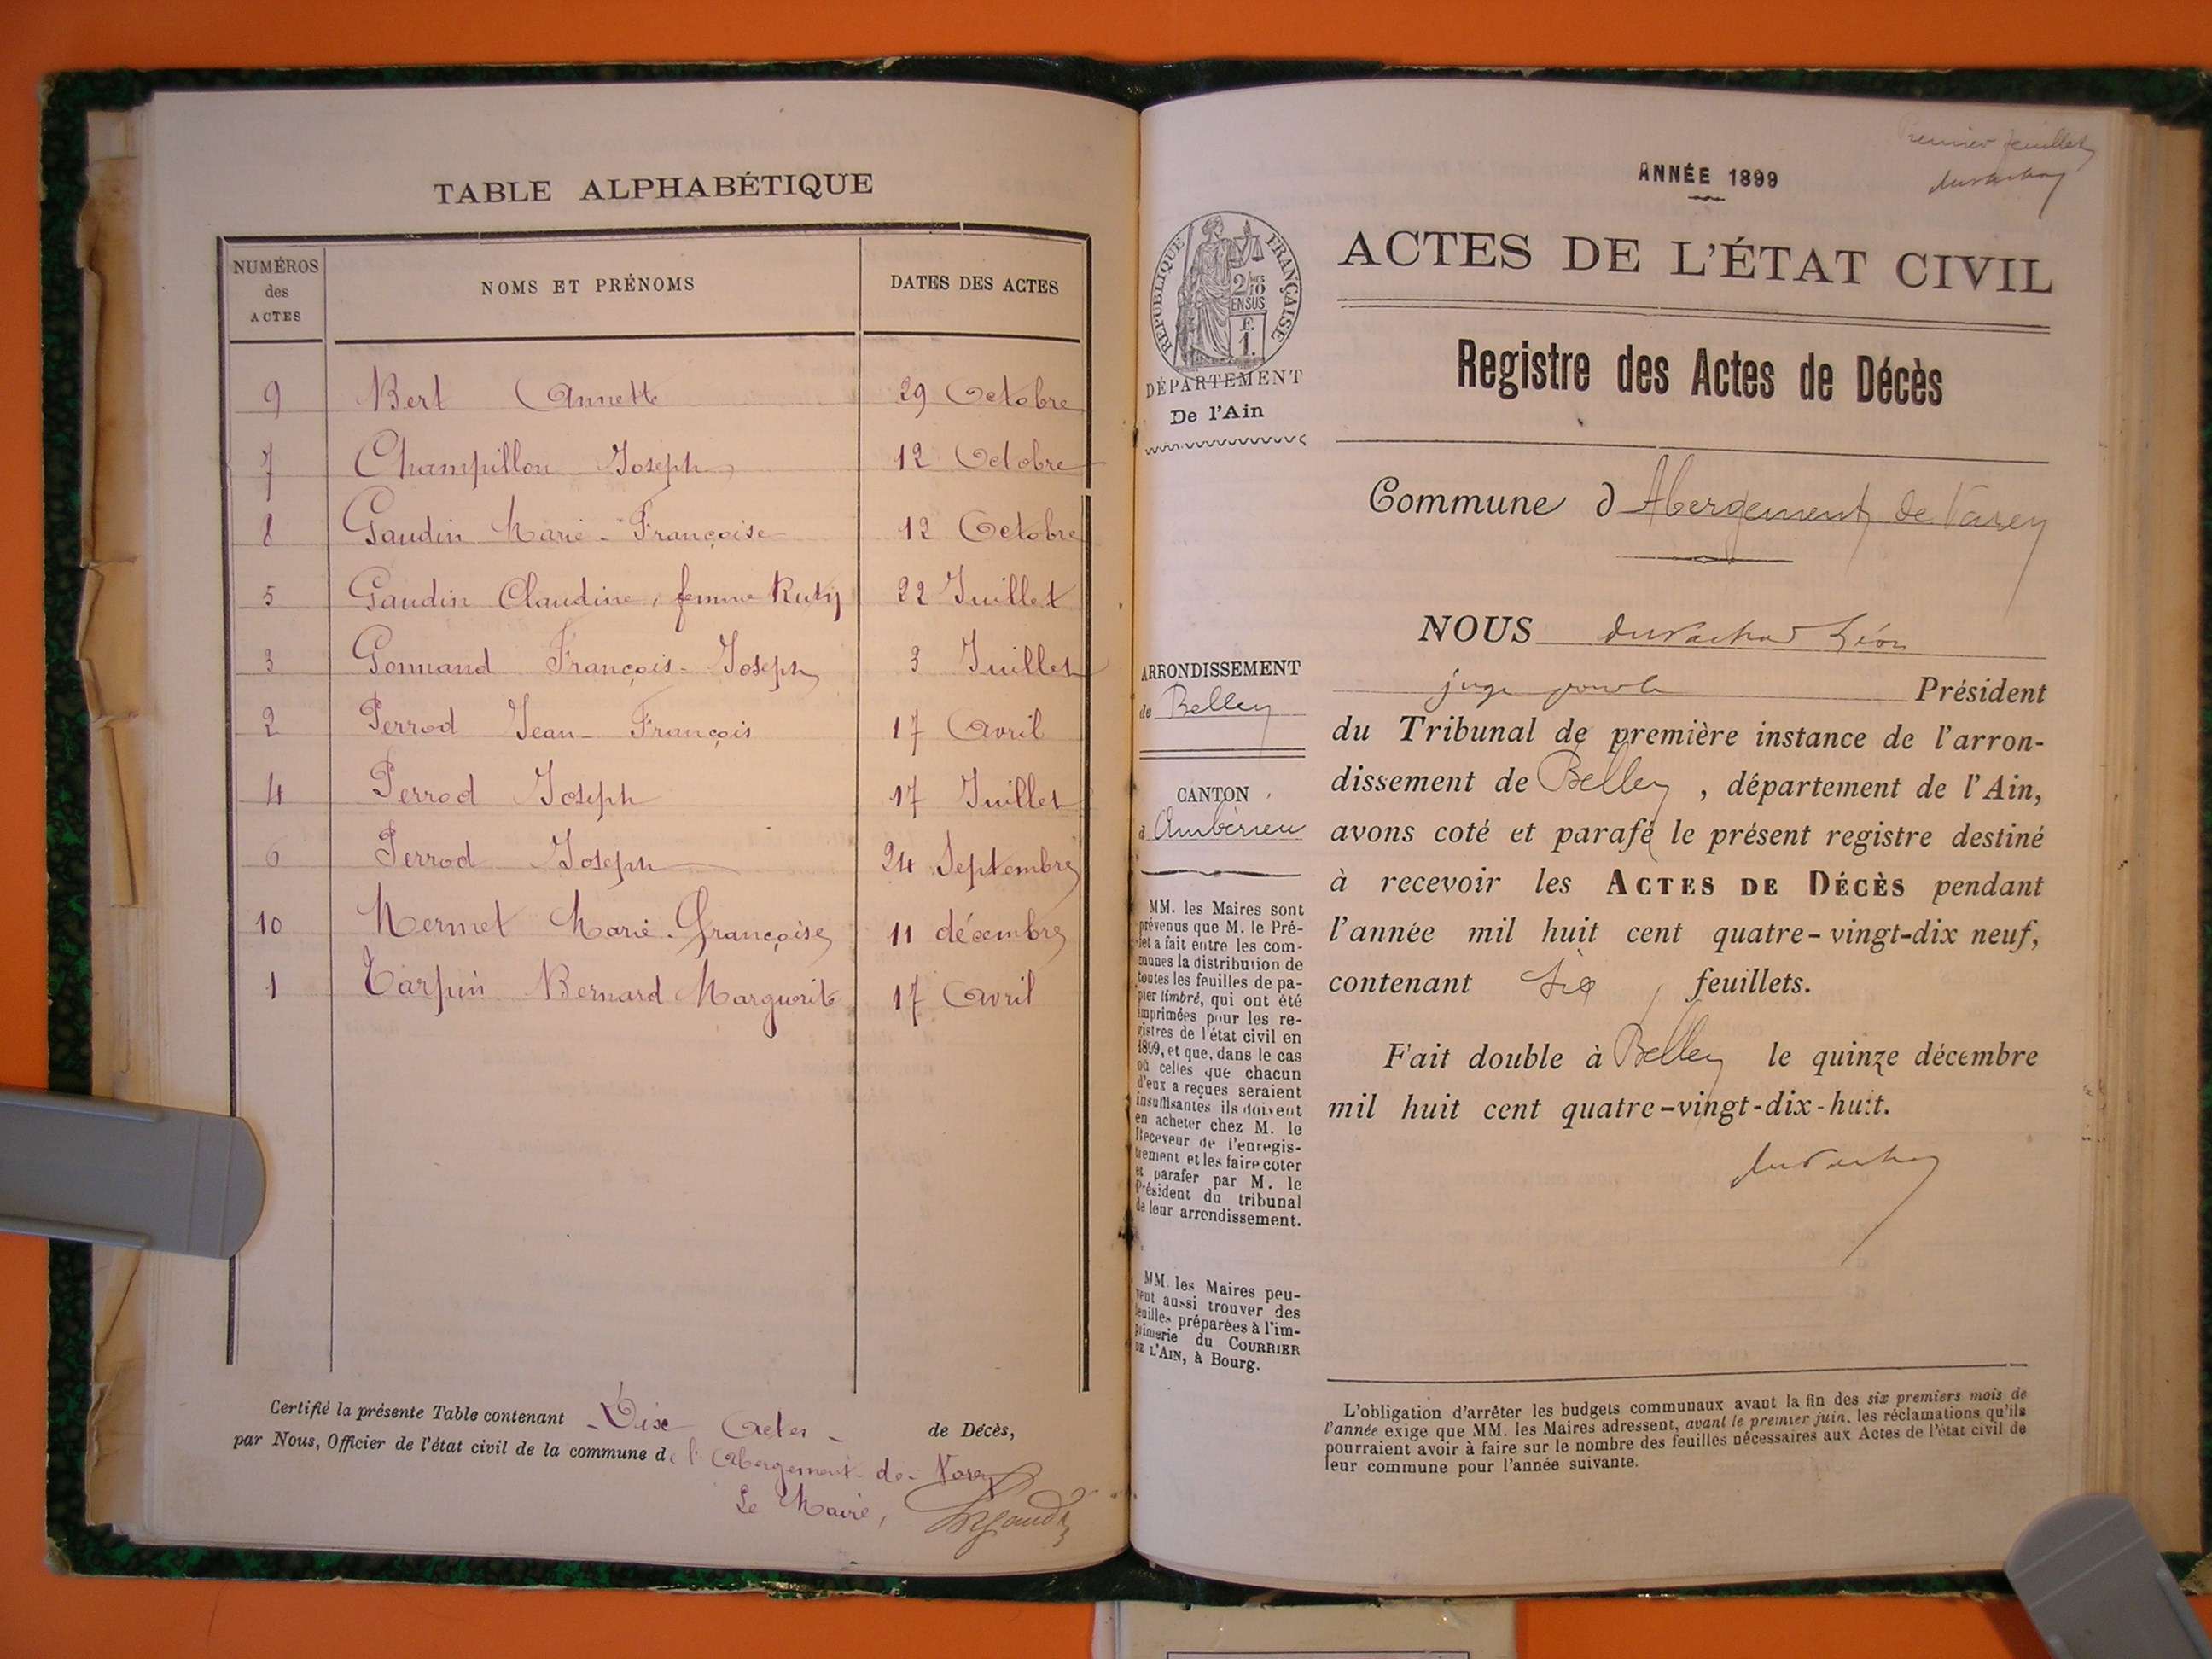 TABLE ALPHABÉTIQUE
NUMÉROS
des
ACTES
NOMS ET PRÉNOMS
DATES DES ACTES
9 Bert Annette 29 Octobre
7 Champillon Joseph 12 Octobre
8 Gaudin Marie-Françoise 12 Octobre
5 Gaudin Claudine, femme Ruty 22 Juillet
3 Gonnand François-Joseph 3 Juillet
2 Perrod Jean-François 17 Avril
4 Perrod Joseph 17 Juillet
6 Perrod Joseph 24 Septembre
10 Mermet Marie-Françoise 11 décembre
1 Tarpin Bernard Marguerite 17 Avril
Certifié la présente Table contenant Dix Actes de Décès,
par Nous, Officier de l'état civil de la commune de l'Abergement-de-Varey
Le Maire,
Premier feuillet
ANNÉE 1899
RÉPUBLIQUE FRANÇAISE
2/10
EN SUS
F.
1.
DÉPARTEMENT
De l'Ain
ARRONDISSEMENT
de Belley
CANTON
d'Ambérieu
MM. les Maires sont
prévenus que M. le Pré-
fet a fait entre les com-
munes la distribution de
toutes les feuilles de pa-
pier timbré, qui ont été
imprimées pour les re-
gistres de l'état civil en
1899, et que, dans le cas
où celles que chacun
d'eux a reçues seraient
insuffisantes ils doivent
en acheter chez M. le
Receveur de l'enregis-
trement et les faire coter
et parafer par M. le
Président du tribunal
de leur arrondissement.
MM. les Maires peu-
vent aussi trouver des
feuilles préparées à l'im-
primerie du COURRIER
DE L'AIN, à Bourg.
ACTES DE L'ÉTAT CIVIL
Registre des Actes de Décès
Commune d'Abergement de Varey
NOUS Léon
juge Président
du Tribunal de première instance de l'arron-
dissement de Belley, département de l'Ain,
avons coté et parafé le présent registre destiné
à recevoir les ACTES DE DÉCÈS pendant
l'année mil huit cent quatre-vingt-dix neuf,
contenant six feuillets.
Fait double à Belley le quinze décembre
mil huit cent quatre-vingt-dix-huit.
L'obligation d'arrêter les budgets communaux avant la fin des six premiers mois de
l'année exige que MM. les Maires adressent, avant le premier juin, les réclamations qu'ils
pourraient avoir à faire sur le nombre des feuilles nécessaires aux Actes de l'état civil de
leur commune pour l'année suivante.